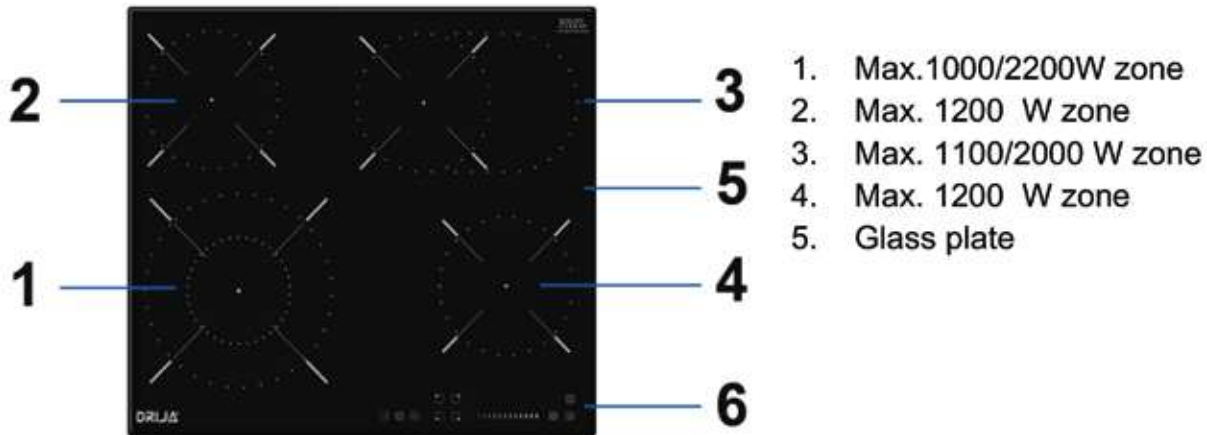 2
3
1. Max.1000/2200W zone
2. Max. 1200 W zone
3. Max. 1100/2000 W zone
4. Max. 1200 W zone
5. Glass plate
5
1
4
6
DRIJA